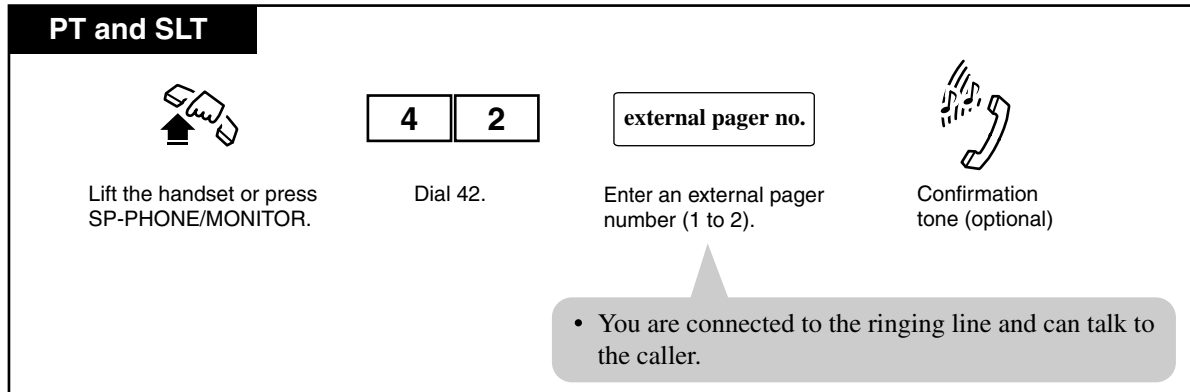 PT and SLT
4 2 external pager no.
Lift the handset or press
SP-PHONE/MONITOR.
Dial 42.
Enter an external pager
number (1 to 2).
Confirmation
tone (optional)
• You are connected to the ringing line and can talk to
the caller.